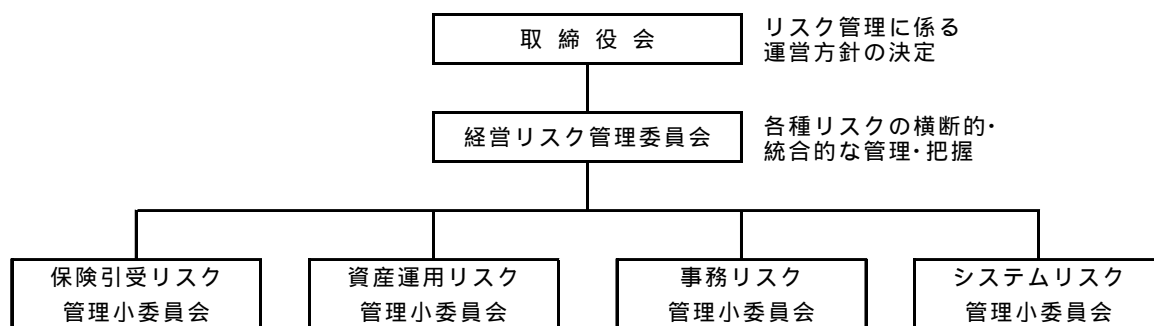 取締役会
リスク管理に係る
運営方針の決定
経営リスク管理委員会
各種リスクの横断的・
統合的な管理・把握
保険引受リスク
管理小委員会
資産運用リスク
管理小委員会
事務リスク
管理小委員会
システムリスク
管理小委員会